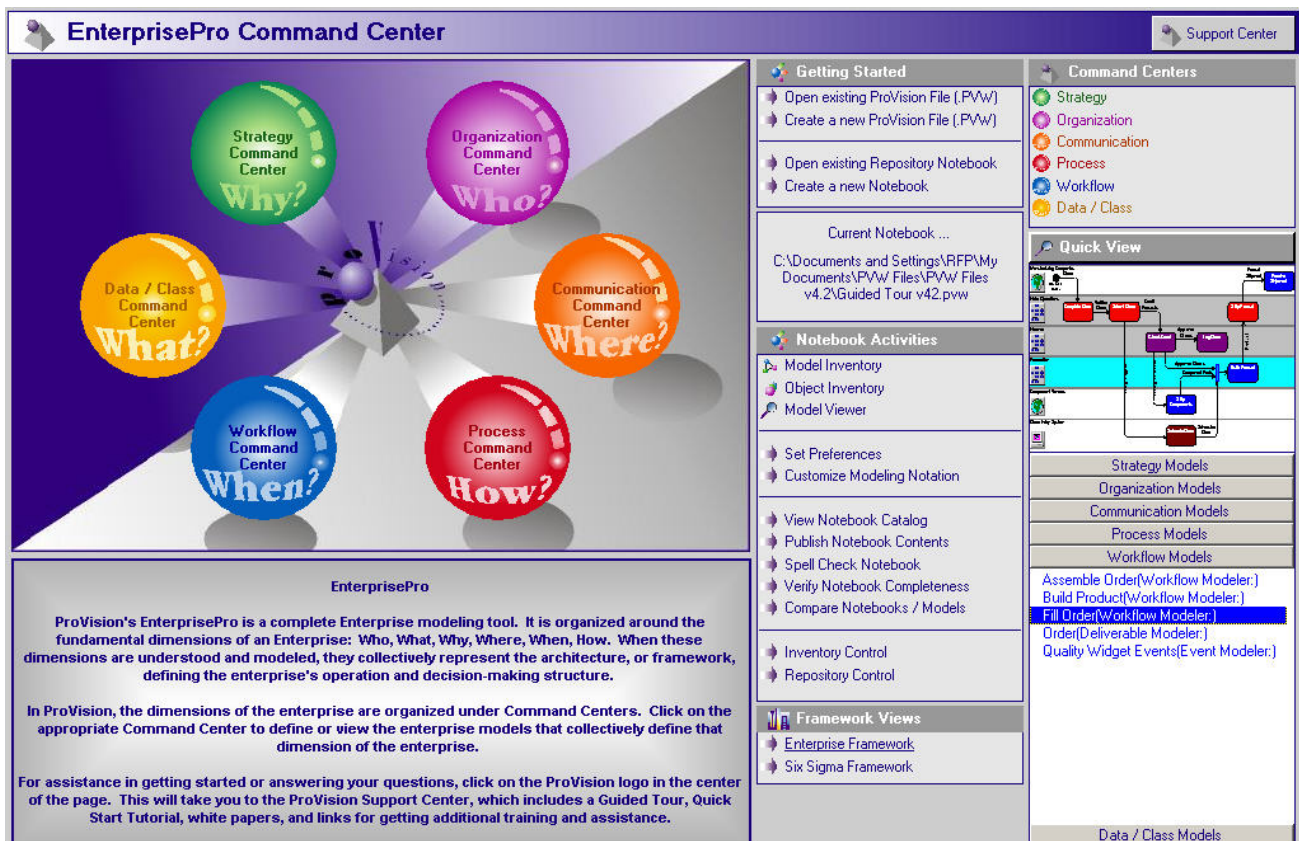 EnterprisePro Command Center
Support Center
Strategy
Command
Center
Why?
Organization
Command
Center
Who?
Data / Class
Command
Center
What?
ProVision
Communication
Command
Center
Where?
Workflow
Command
Center
When?
Process
Command
Center
How?
EnterprisePro
ProVision's EnterprisePro is a complete Enterprise modeling tool. It is organized around the
fundamental dimensions of an Enterprise: Who, What, Why, Where, When, How. When these
dimensions are understood and modeled, they collectively represent the architecture, or framework,
defining the enterprise's operation and decision-making structure.
In ProVision, the dimensions of the enterprise are organized under Command Centers. Click on the
appropriate Command Center to define or view the enterprise models that collectively define that
dimension of the enterprise.
For assistance in getting started or answering your questions, click on the ProVision logo in the center
of the page. This will take you to the ProVision Support Center, which includes a Guided Tour, Quick
Start Tutorial, white papers, and links for getting additional training and assistance.
Getting Started
Open existing ProVision File (.PVW)
Create a new ProVision File (.PVW)
Open existing Repository Notebook
Create a new Notebook
Current Notebook ...
C:\Documents and Settings\RFP\My
Documents\PVW Files\PVW Files
v4.2\Guided Tour v42.pvw
Notebook Activities
Model Inventory
Object Inventory
Model Viewer
Set Preferences
Customize Modeling Notation
View Notebook Catalog
Publish Notebook Contents
Spell Check Notebook
Verify Notebook Completeness
Compare Notebooks / Models
Inventory Control
Repository Control
Framework Views
Enterprise Framework
Six Sigma Framework
Command Centers
Strategy
Organization
Communication
Process
Workflow
Data / Class
Quick View
Strategy Models
Organization Models
Communication Models
Process Models
Workflow Models
Assemble Order(Workflow Modeler:)
Build Product(Workflow Modeler:)
Fill Order(Workflow Modeler:)
Order(Deliverable Modeler:)
Quality Widget Events(Event Modeler:)
Data / Class Models